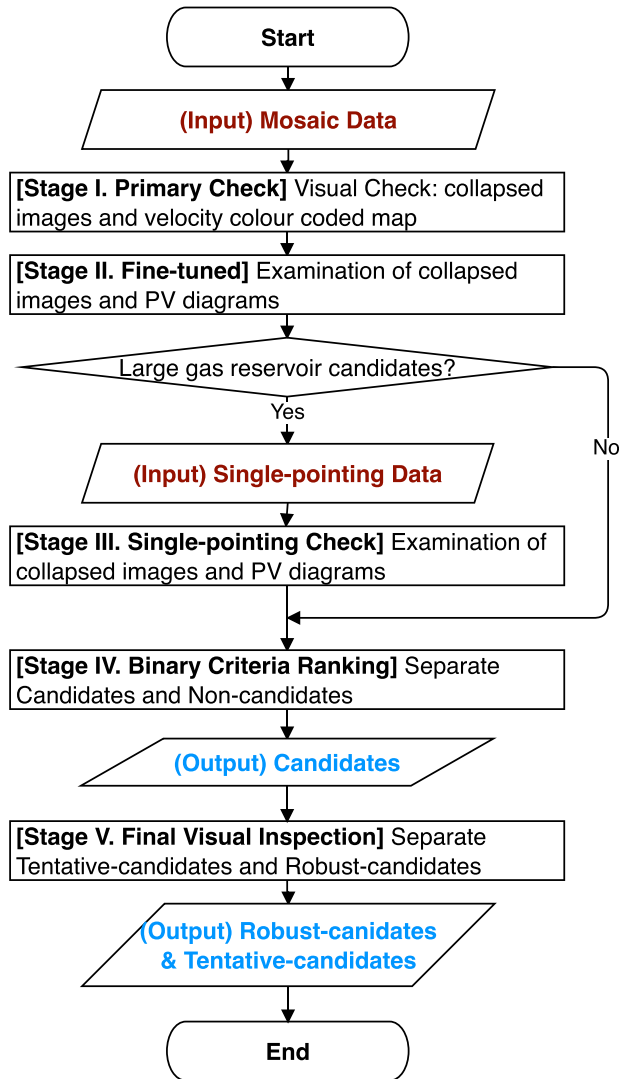 Start
(Input) Mosaic Data
[Stage I. Primary Check] Visual Check: collapsed
images and velocity colour coded map
[Stage II. Fine-tuned] Examination of collapsed
images and PV diagrams
Large gas reservoir candidates?
Yes
No
(Input) Single-pointing Data
[Stage III. Single-pointing Check] Examination of
collapsed images and PV diagrams
[Stage IV. Binary Criteria Ranking] Separate
Candidates and Non-candidates
(Output) Candidates
[Stage V. Final Visual Inspection] Separate
Tentative-candidates and Robust-candidates
(Output) Robust-canidates
& Tentative-candidates
End